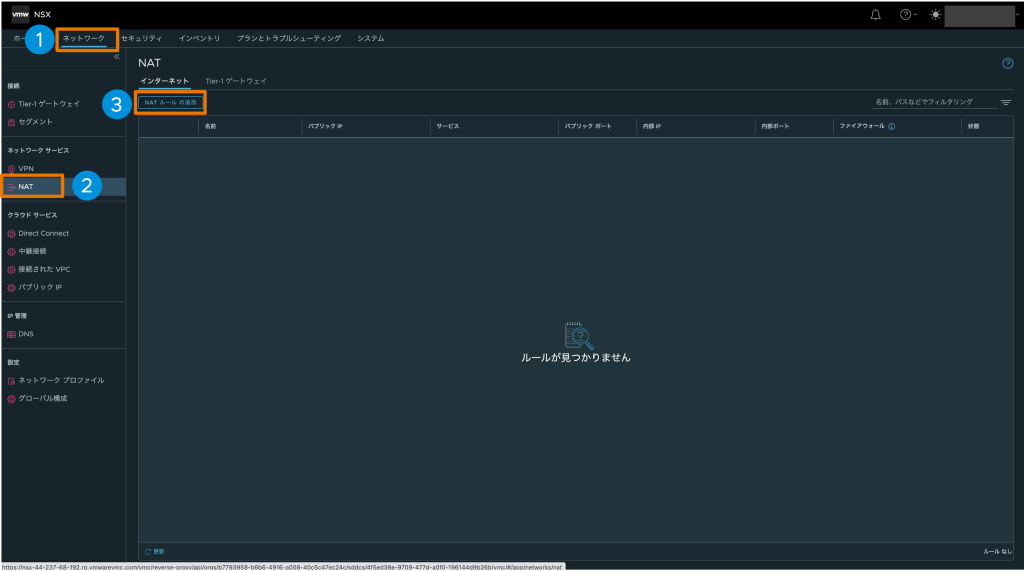 vmw NSX
ホー
1
ネットワーク
セキュリティ
インベントリ
プランとトラブルシューティング
システム
«
接続
Tier-1 ゲートウェイ
セグメント
ネットワーク サービス
VPN
NAT
2
クラウド サービス
Direct Connect
中継接続
接続された VPC
パブリック IP
IP 管理
DNS
設定
ネットワーク プロファイル
グローバル構成
NAT
インターネット
Tier-1 ゲートウェイ
3
NAT ルール の追加
名前、パスなどでフィルタリング
名前
パブリック IP
サービス
パブリック ポート
内部 IP
内部ポート
ファイアウォール
状態
ルールが見つかりません
更新
ルール なし
https://nsx-44-237-68-192.rp.vmwarevmc.com/vmc/reverse-proxy/api/orgs/b7793958-b6b6-4916-a008-40c5c47ec24c/sddcs/4f5ed38e-9709-477d-a0f0-196144d9b26b/vmc/#/app/networks/nat